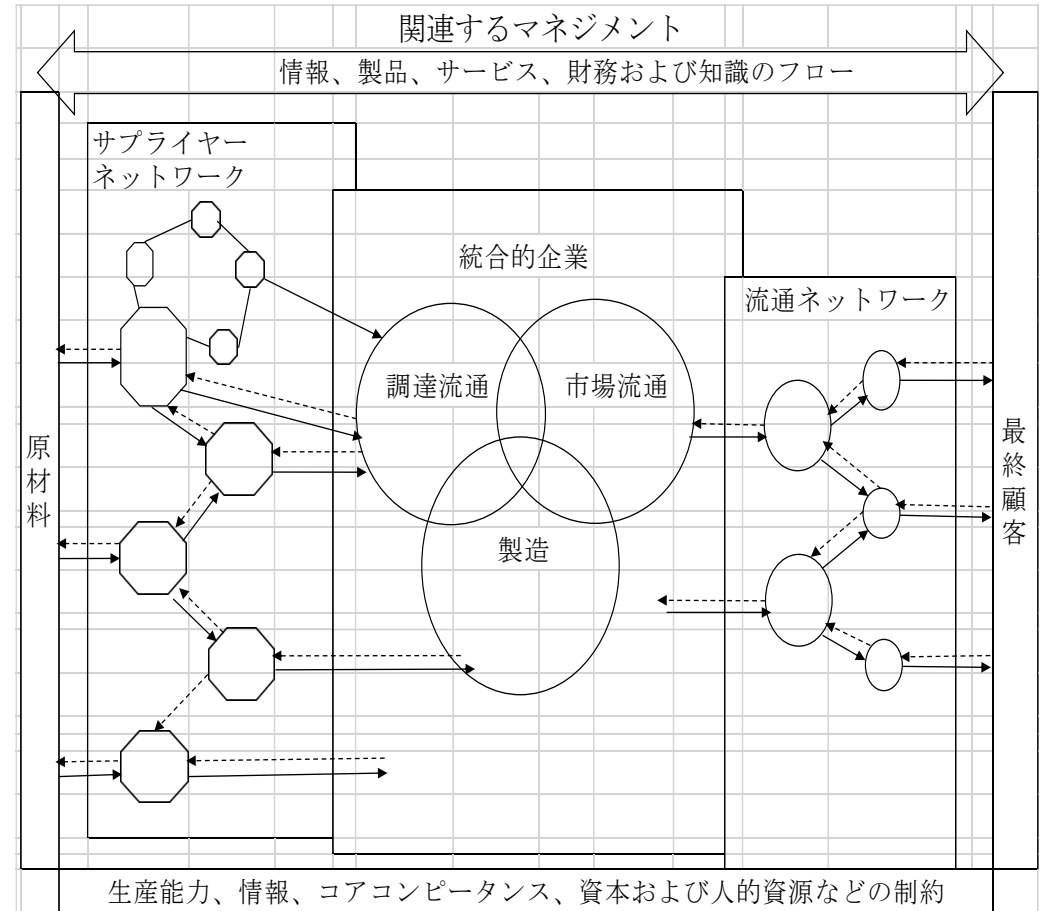 関連するマネジメント
情報、製品、サービス、財務および知識のフロー
サプライヤー
ネットワーク
統合的企業
流通ネットワーク
調達流通
市場流通
製造
原材料
最終顧客
生産能力、情報、コアコンピータンス、資本および人的資源などの制約